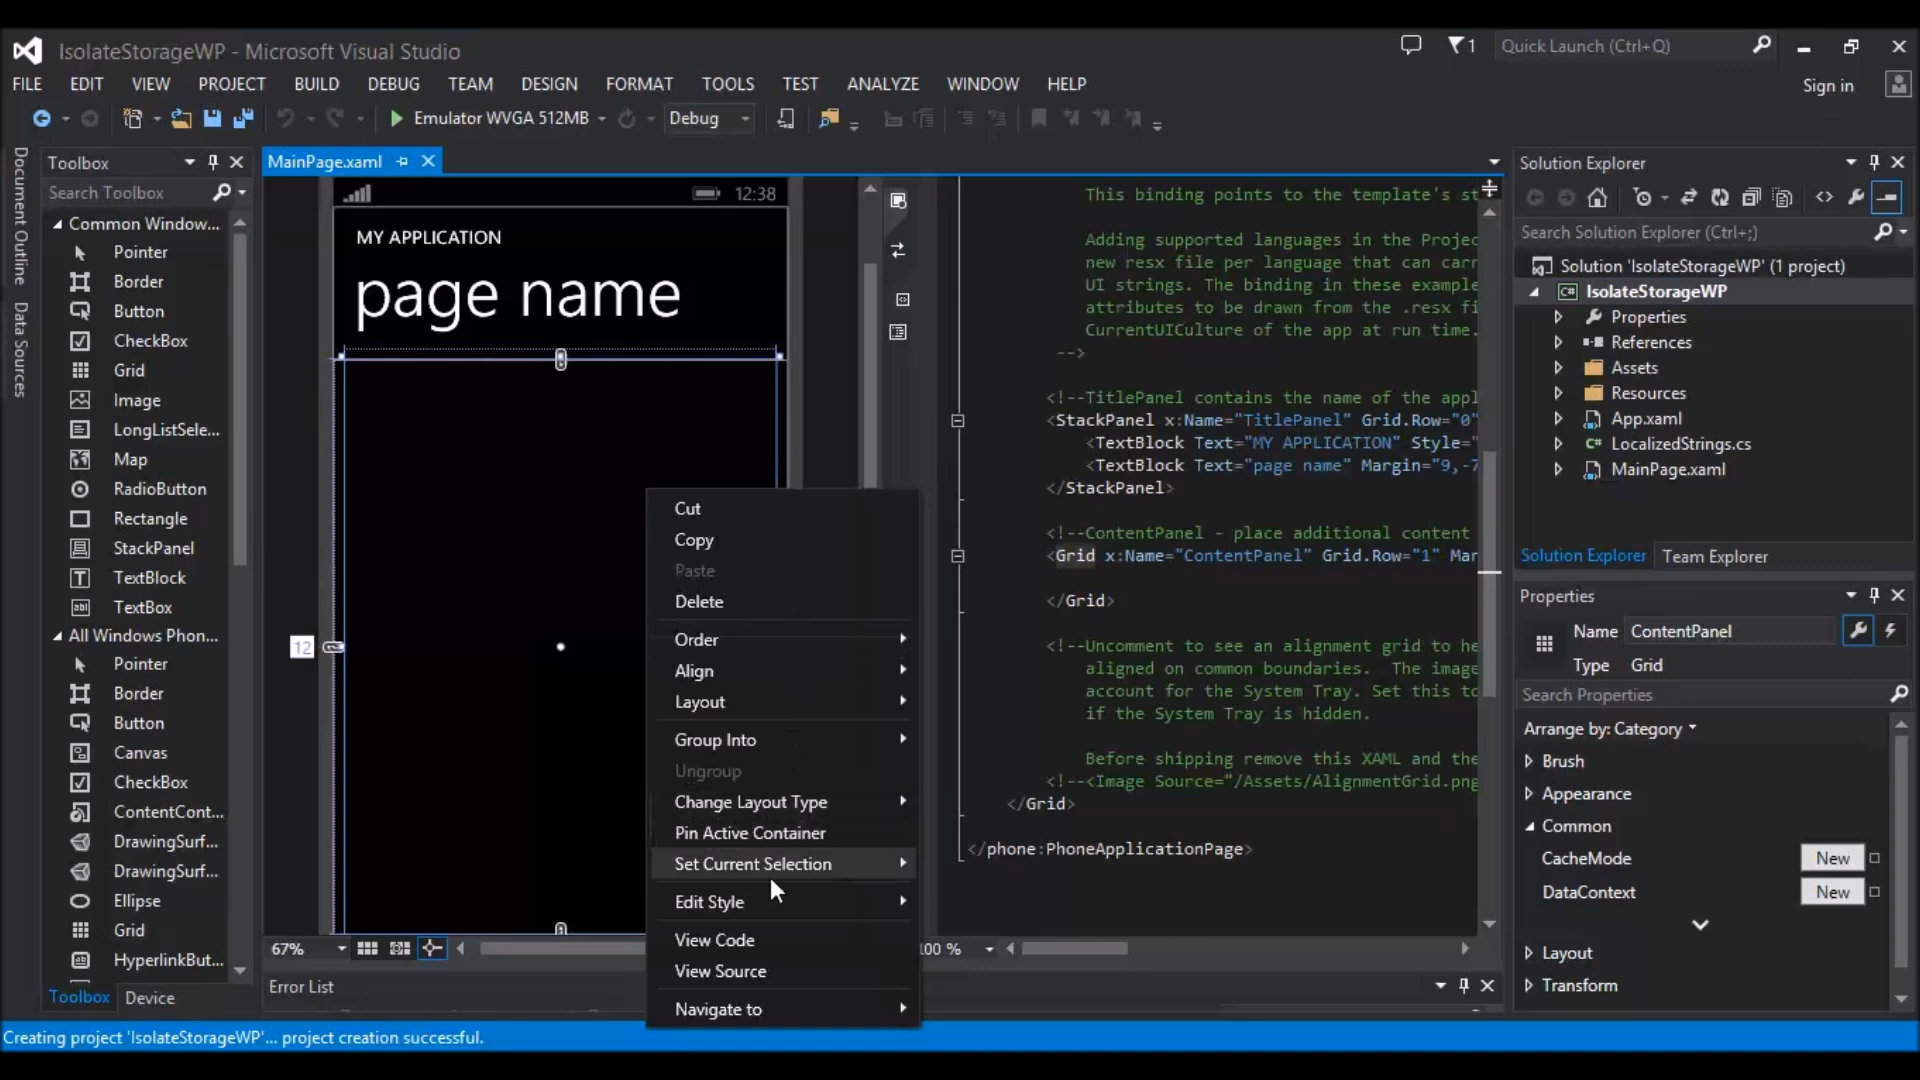 IsolateStorageWP - Microsoft Visual Studio
1
Quick Launch (Ctrl+Q)
FILE EDIT VIEW PROJECT BUILD DEBUG TEAM DESIGN FORMAT TOOLS TEST ANALYZE WINDOW HELP
Sign in
Emulator WVGA 512MB
Debug
Document Outline
Data Sources
Toolbox
Search Toolbox
Common Window...
Pointer
Border
Button
CheckBox
Grid
Image
LongListSele...
Map
RadioButton
Rectangle
StackPanel
TextBlock
TextBox
All Windows Phon...
Pointer
Border
Button
Canvas
CheckBox
ContentCont...
DrawingSurf...
DrawingSurf...
Ellipse
Grid
HyperlinkBut...
Toolbox Device
MainPage.xaml
12:38
MY APPLICATION
page name
12
67%
Cut
Copy
Paste
Delete
Order
Align
Layout
Group Into
Ungroup
Change Layout Type
Pin Active Container
Set Current Selection
Edit Style
View Code
View Source
Navigate to
This binding points to the template's st
Adding supported languages in the Projec
new resx file per language that can carr
UI strings. The binding in these example
attributes to be drawn from the .resx fi
CurrentUICulture of the app at run time.
-->
<!--TitlePanel contains the name of the appl
<StackPanel x:Name="TitlePanel" Grid.Row="0"
<TextBlock Text="MY APPLICATION" Style="
<TextBlock Text="page name" Margin="9,-7
</StackPanel>
<!--ContentPanel - place additional content
<Grid x:Name="ContentPanel" Grid.Row="1" Mar
</Grid>
<!--Uncomment to see an alignment grid to he
aligned on common boundaries.  The image
account for the System Tray. Set this to
if the System Tray is hidden.
Before shipping remove this XAML and the
<!--<Image Source="/Assets/AlignmentGrid.png
</Grid>
</phone:PhoneApplicationPage>
100 %
Error List
Solution Explorer
Search Solution Explorer (Ctrl+;)
Solution 'IsolateStorageWP' (1 project)
IsolateStorageWP
Properties
References
Assets
Resources
App.xaml
LocalizedStrings.cs
MainPage.xaml
Solution Explorer Team Explorer
Properties
Name ContentPanel
Type Grid
Search Properties
Arrange by: Category
Brush
Appearance
Common
CacheMode New
DataContext New
Layout
Transform
Creating project 'IsolateStorageWP'... project creation successful.